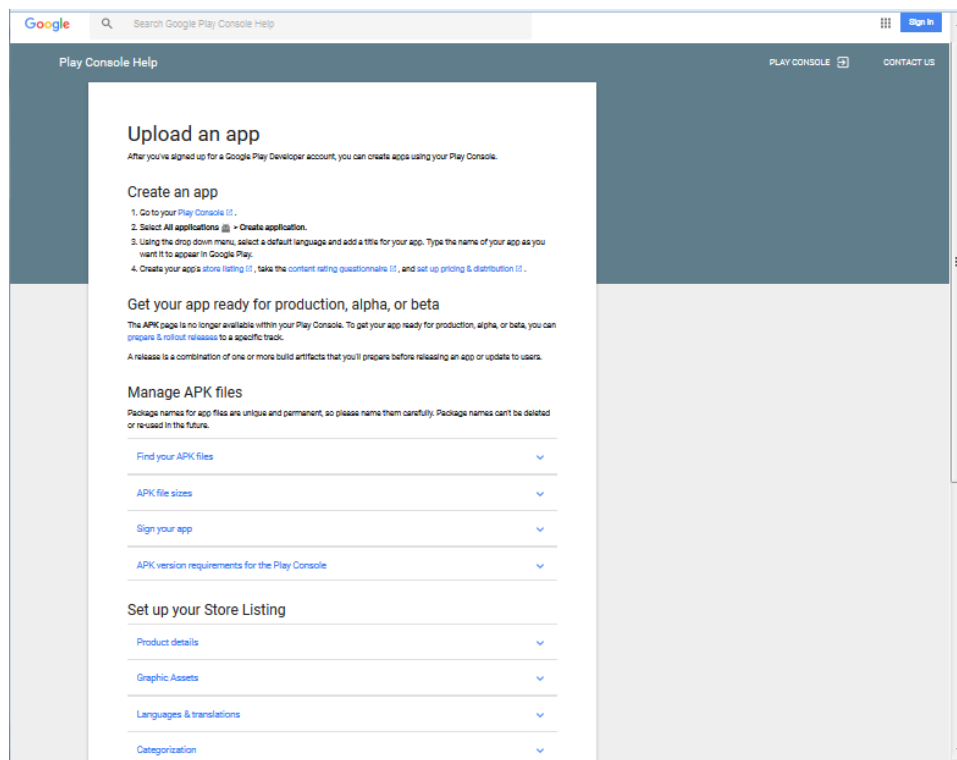 Google
Search Google Play Console Help
Sign in
Play Console Help
PLAY CONSOLE
CONTACT US
Upload an app
After you've signed up for a Google Play Developer account, you can create apps using your Play Console.
Create an app
1. Go to your Play Console .
2. Select All applications > Create application.
3. Using the drop down menu, select a default language and add a title for your app. Type the name of your app as you
want it to appear in Google Play.
4. Create your app's store listing , take the content rating questionnaire , and set up pricing & distribution .
Get your app ready for production, alpha, or beta
The APK page is no longer available within your Play Console. To get your app ready for production, alpha, or beta, you can
prepare & rollout releases to a specific track.
A release is a combination of one or more build artifacts that you'll prepare before releasing an app or update to users.
Manage APK files
Package names for app files are unique and permanent, so please name them carefully. Package names can't be deleted
or re-used in the future.
Find your APK files
APK file sizes
Sign your app
APK version requirements for the Play Console
Set up your Store Listing
Product details
Graphic Assets
Languages & translations
Categorization